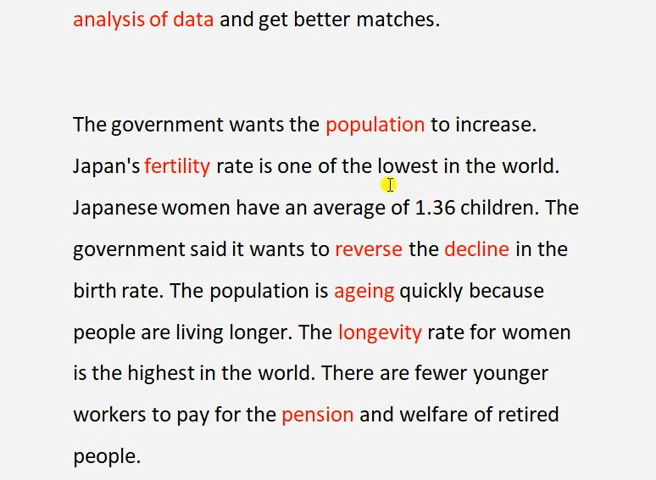 analysis of data and get better matches.
The government wants the population to increase.
Japan's fertility rate is one of the lowest in the world.
Japanese women have an average of 1.36 children. The
government said it wants to reverse the decline in the
birth rate. The population is ageing quickly because
people are living longer. The longevity rate for women
is the highest in the world. There are fewer younger
workers to pay for the pension and welfare of retired
people.